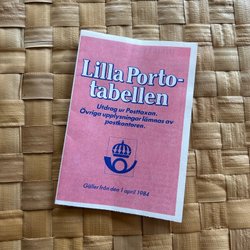 Lilla Porto-
tabellen
Utdrag ur Posttaxan.
Övriga upplysningar lämnas av
postkontoren.
Gäller från den 1 april 1984